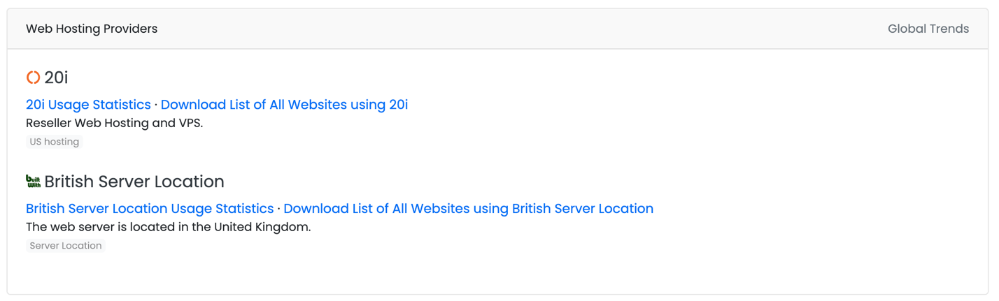 Web Hosting Providers Global Trends
20i
20i Usage Statistics · Download List of All Websites using 20i
Reseller Web Hosting and VPS.
US hosting
built
with
British Server Location
British Server Location Usage Statistics · Download List of All Websites using British Server Location
The web server is located in the United Kingdom.
Server Location